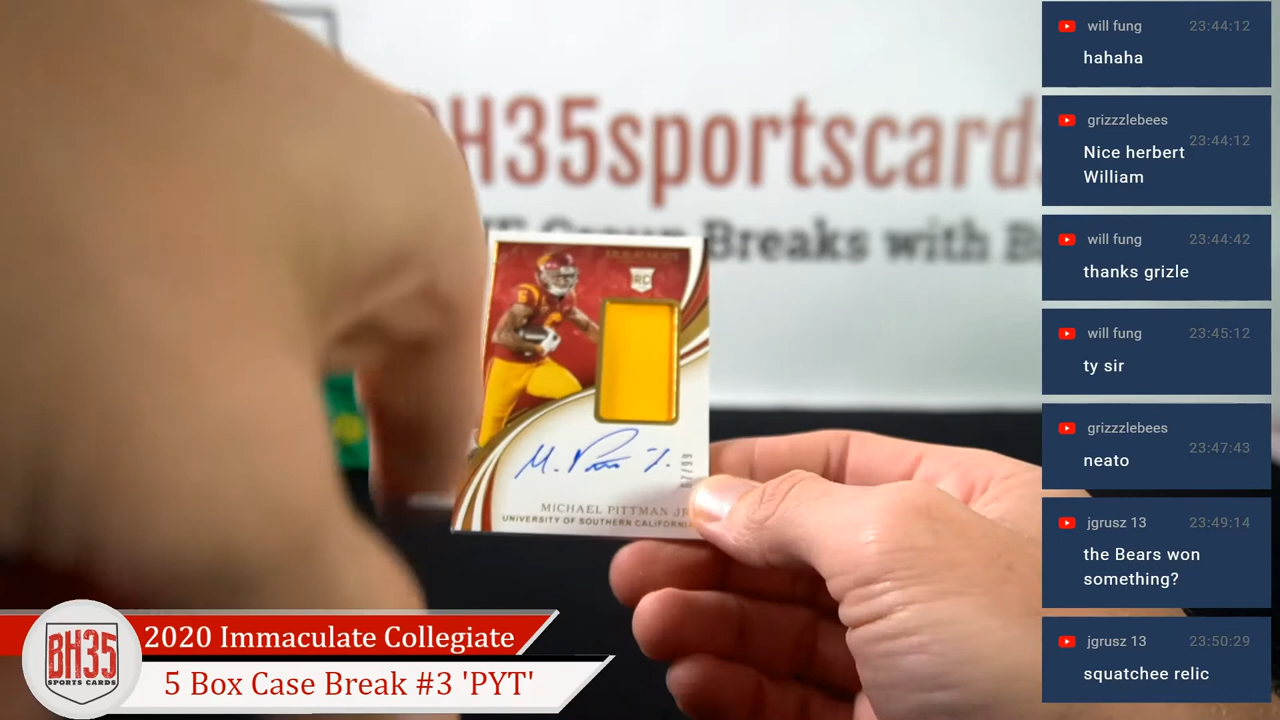 BH35sportscards
Breaks with
RC
6
M. P
07/99
MICHAEL PITTMAN JR
UNIVERSITY OF SOUTHERN CALIFORNIA
BH35
SPORTS CARDS
2020 Immaculate Collegiate
5 Box Case Break #3 'PYT'
will fung 23:44:12
hahaha
grizzzlebees
23:44:12
Nice herbert
William
will fung 23:44:42
thanks grizle
will fung 23:45:12
ty sir
grizzzlebees
23:47:43
neato
jgrusz 13 23:49:14
the Bears won
something?
jgrusz 13 23:50:29
squatchee relic